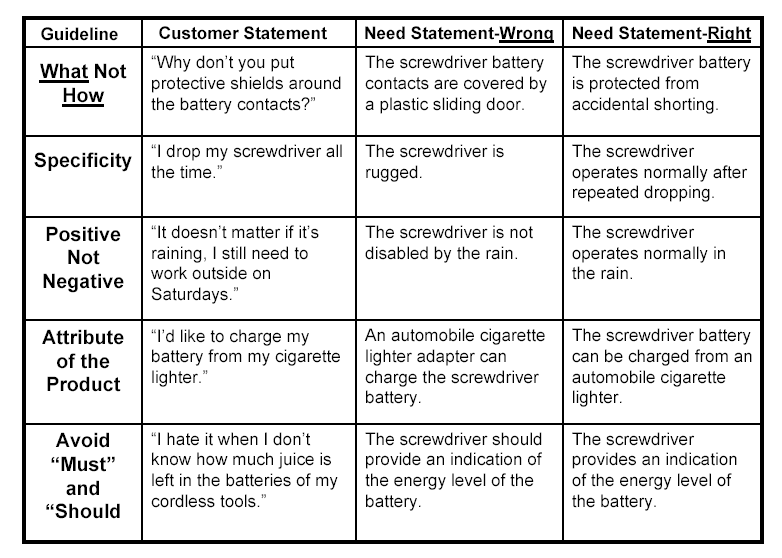 Guideline
Customer Statement
Need Statement-Wrong
Need Statement-Right
What Not
How
“Why don’t you put
protective shields around
the battery contacts?”
The screwdriver battery
contacts are covered by
a plastic sliding door.
The screwdriver battery
is protected from
accidental shorting.
Specificity
“I drop my screwdriver all
the time.”
The screwdriver is
rugged.
The screwdriver
operates normally after
repeated dropping.
Positive
Not
Negative
“It doesn’t matter if it’s
raining, I still need to
work outside on
Saturdays.”
The screwdriver is not
disabled by the rain.
The screwdriver
operates normally in
the rain.
Attribute
of the
Product
“I’d like to charge my
battery from my cigarette
lighter.”
An automobile cigarette
lighter adapter can
charge the screwdriver
battery.
The screwdriver battery
can be charged from an
automobile cigarette
lighter.
Avoid
“Must”
and
“Should
“I hate it when I don’t
know how much juice is
left in the batteries of my
cordless tools.”
The screwdriver should
provide an indication of
the energy level of the
battery.
The screwdriver
provides an indication
of the energy level of
the battery.